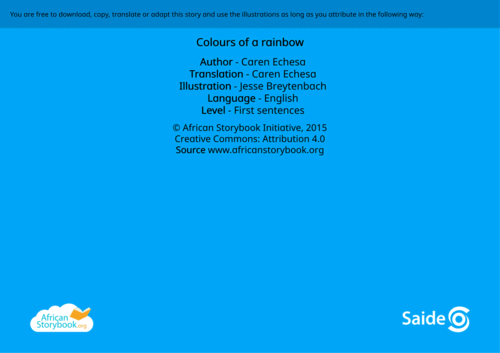 You are free to download, copy, translate or adapt this story and use the illustrations as long as you attribute in the following way:
Colours of a rainbow
Author - Caren Echesa
Translation - Caren Echesa
Illustration - Jesse Breytenbach
Language - English
Level - First sentences
© African Storybook Initiative, 2015
Creative Commons: Attribution 4.0
Source www.africanstorybook.org
African
Storybook.org
Saide